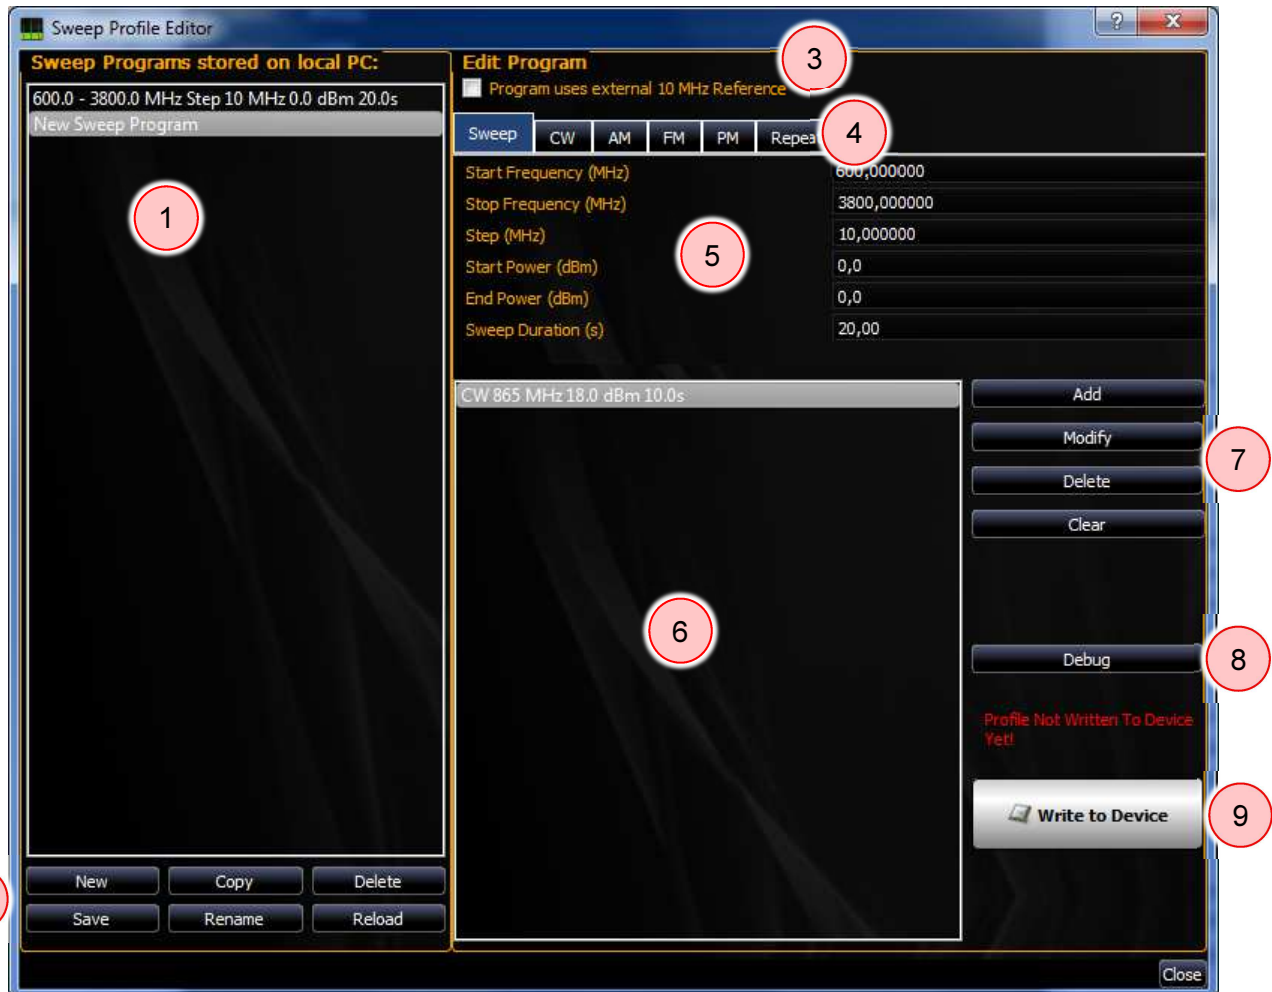 Sweep Profile Editor
?
X
Sweep Programs stored on local PC:
600.0 - 3800.0 MHz Step 10 MHz 0.0 dBm 20.0s
New Sweep Program
1
New Copy Delete
Save Rename Reload
Edit Program
3
Program uses external 10 MHz Reference
Sweep CW AM FM PM Repea
4
Start Frequency (MHz) 600,000000
Stop Frequency (MHz) 3800,000000
Step (MHz) 10,000000
5
Start Power (dBm) 0,0
End Power (dBm) 0,0
Sweep Duration (s) 20,00
CW 865 MHz 18.0 dBm 10.0s
6
Add
Modify
7
Delete
Clear
Debug
8
Profile Not Written To Device
Yet!
Write to Device
9
Close